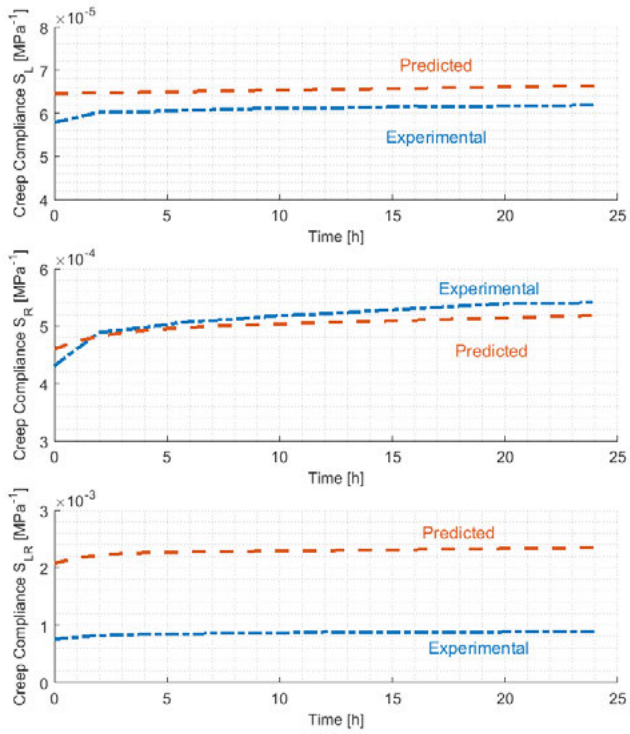 ×10⁻⁵
Creep Compliance S_L [MPa⁻¹]
8
7
6
5
4
Predicted
Experimental
0 5 10 15 20 25
Time [h]
×10⁻⁴
Creep Compliance S_R [MPa⁻¹]
6
5
4
3
Experimental
Predicted
0 5 10 15 20 25
Time [h]
×10⁻³
Creep Compliance S_LR [MPa⁻¹]
3
2
1
0
Predicted
Experimental
0 5 10 15 20 25
Time [h]